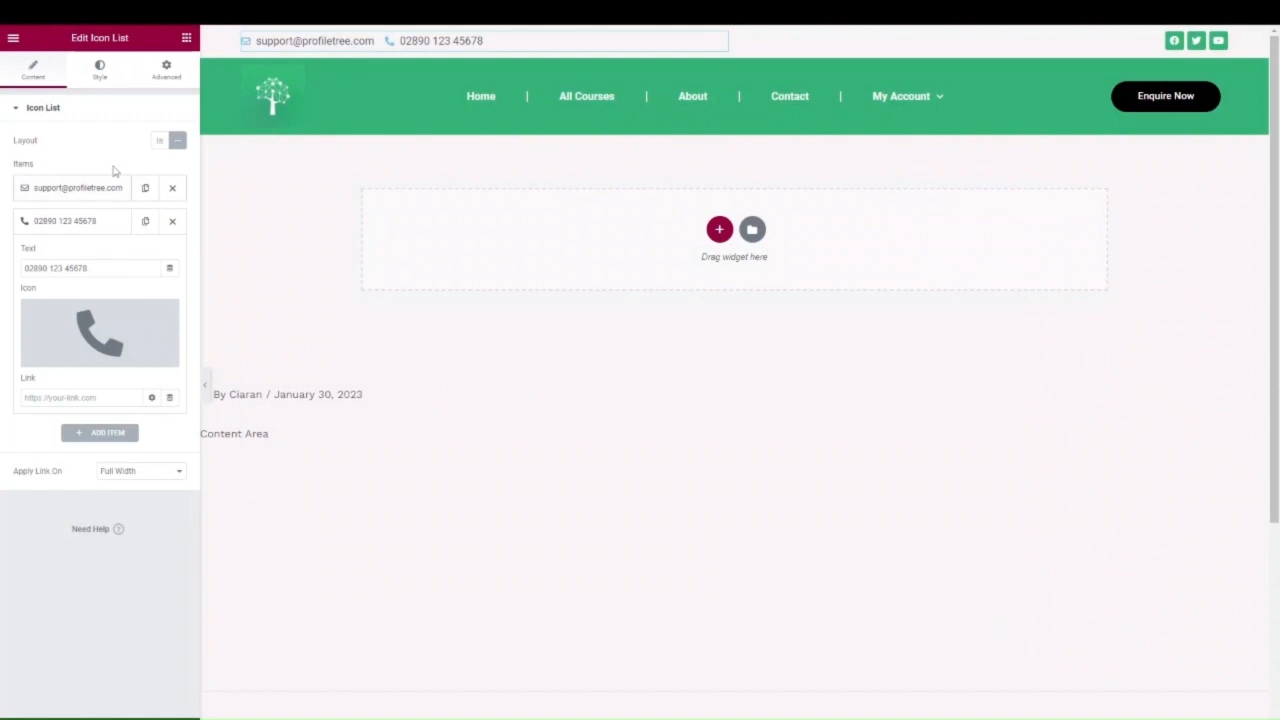 Edit Icon List
Content
Style
Advanced
Icon List
Layout
Items
support@profiletree.com
02890 123 45678
Text
02890 123 45678
Icon
Link
https://your-link.com
ADD ITEM
Apply Link On
Full Width
Need Help ?
support@profiletree.com 02890 123 45678
Home | All Courses | About | Contact | My Account
Enquire Now
Drag widget here
By Ciaran / January 30, 2023
Content Area